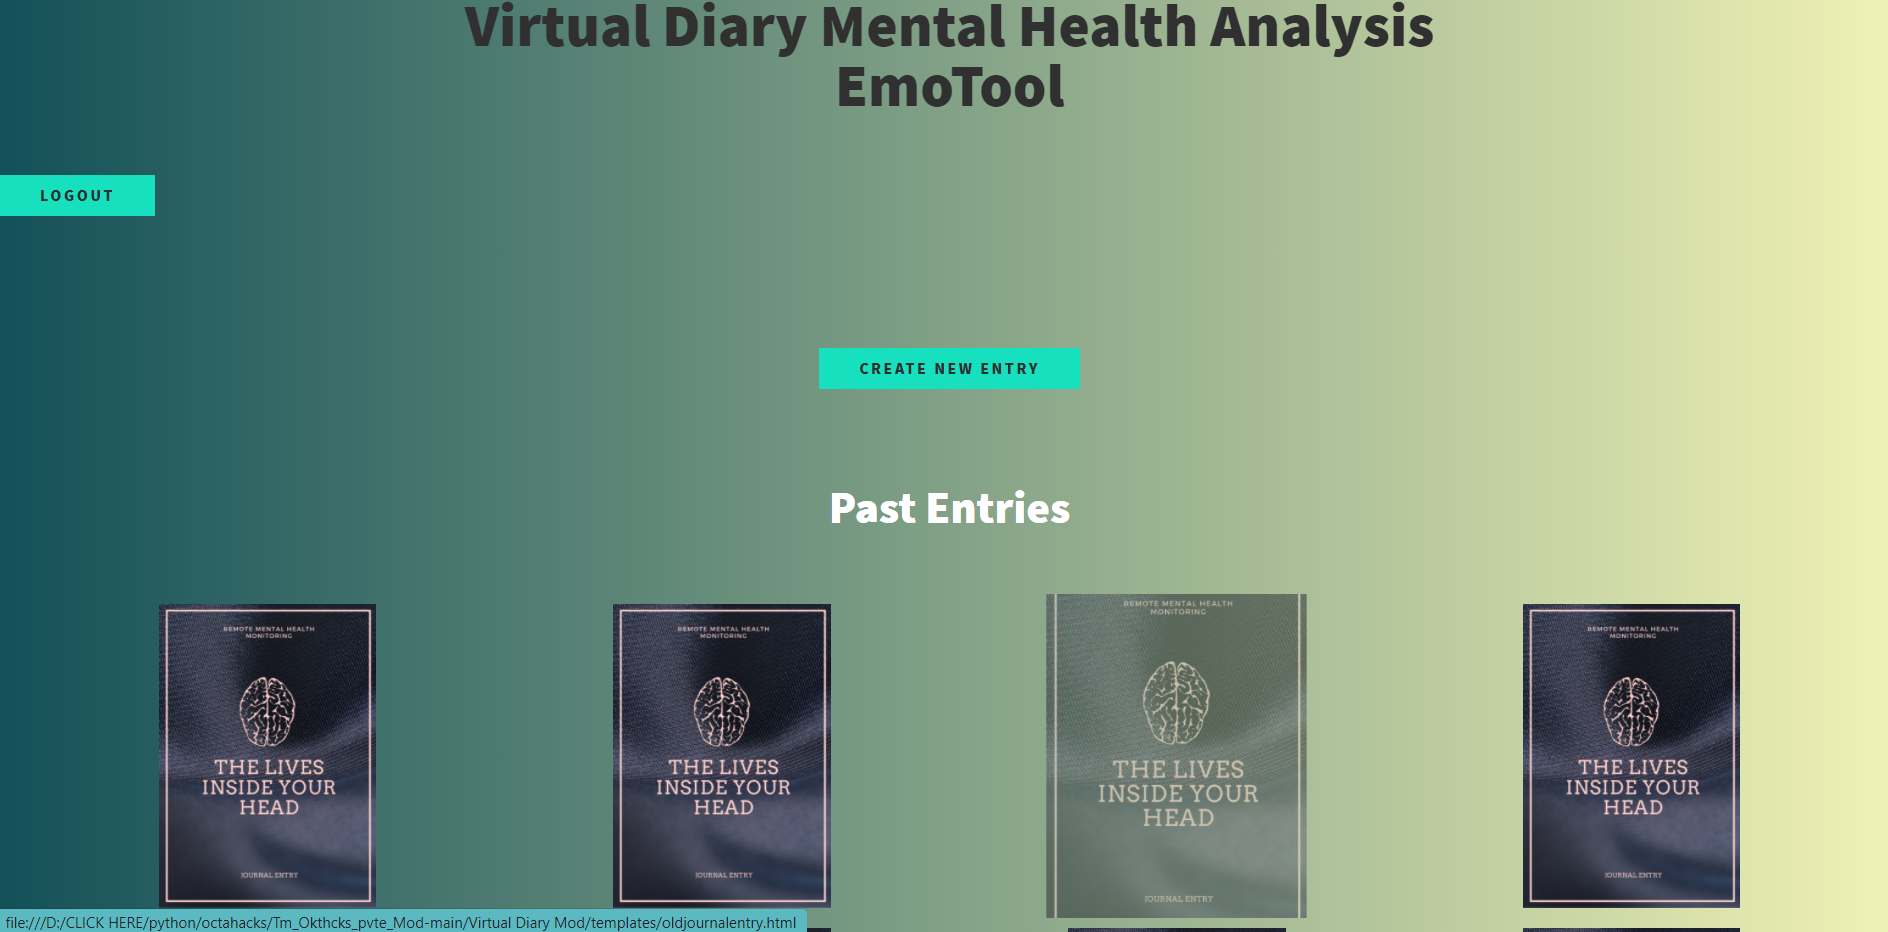 Virtual Diary Mental Health Analysis
EmoTool
LOGOUT
CREATE NEW ENTRY
Past Entries
REMOTE MENTAL HEALTH
MONITORING
THE LIVES
INSIDE YOUR
HEAD
JOURNAL ENTRY
REMOTE MENTAL HEALTH
MONITORING
THE LIVES
INSIDE YOUR
HEAD
JOURNAL ENTRY
REMOTE MENTAL HEALTH
MONITORING
THE LIVES
INSIDE YOUR
HEAD
JOURNAL ENTRY
REMOTE MENTAL HEALTH
MONITORING
THE LIVES
INSIDE YOUR
HEAD
JOURNAL ENTRY
file:///D:/CLICK HERE/python/octahacks/Tm_Okthcks_pvte_Mod-main/Virtual Diary Mod/templates/oldjournalentry.html